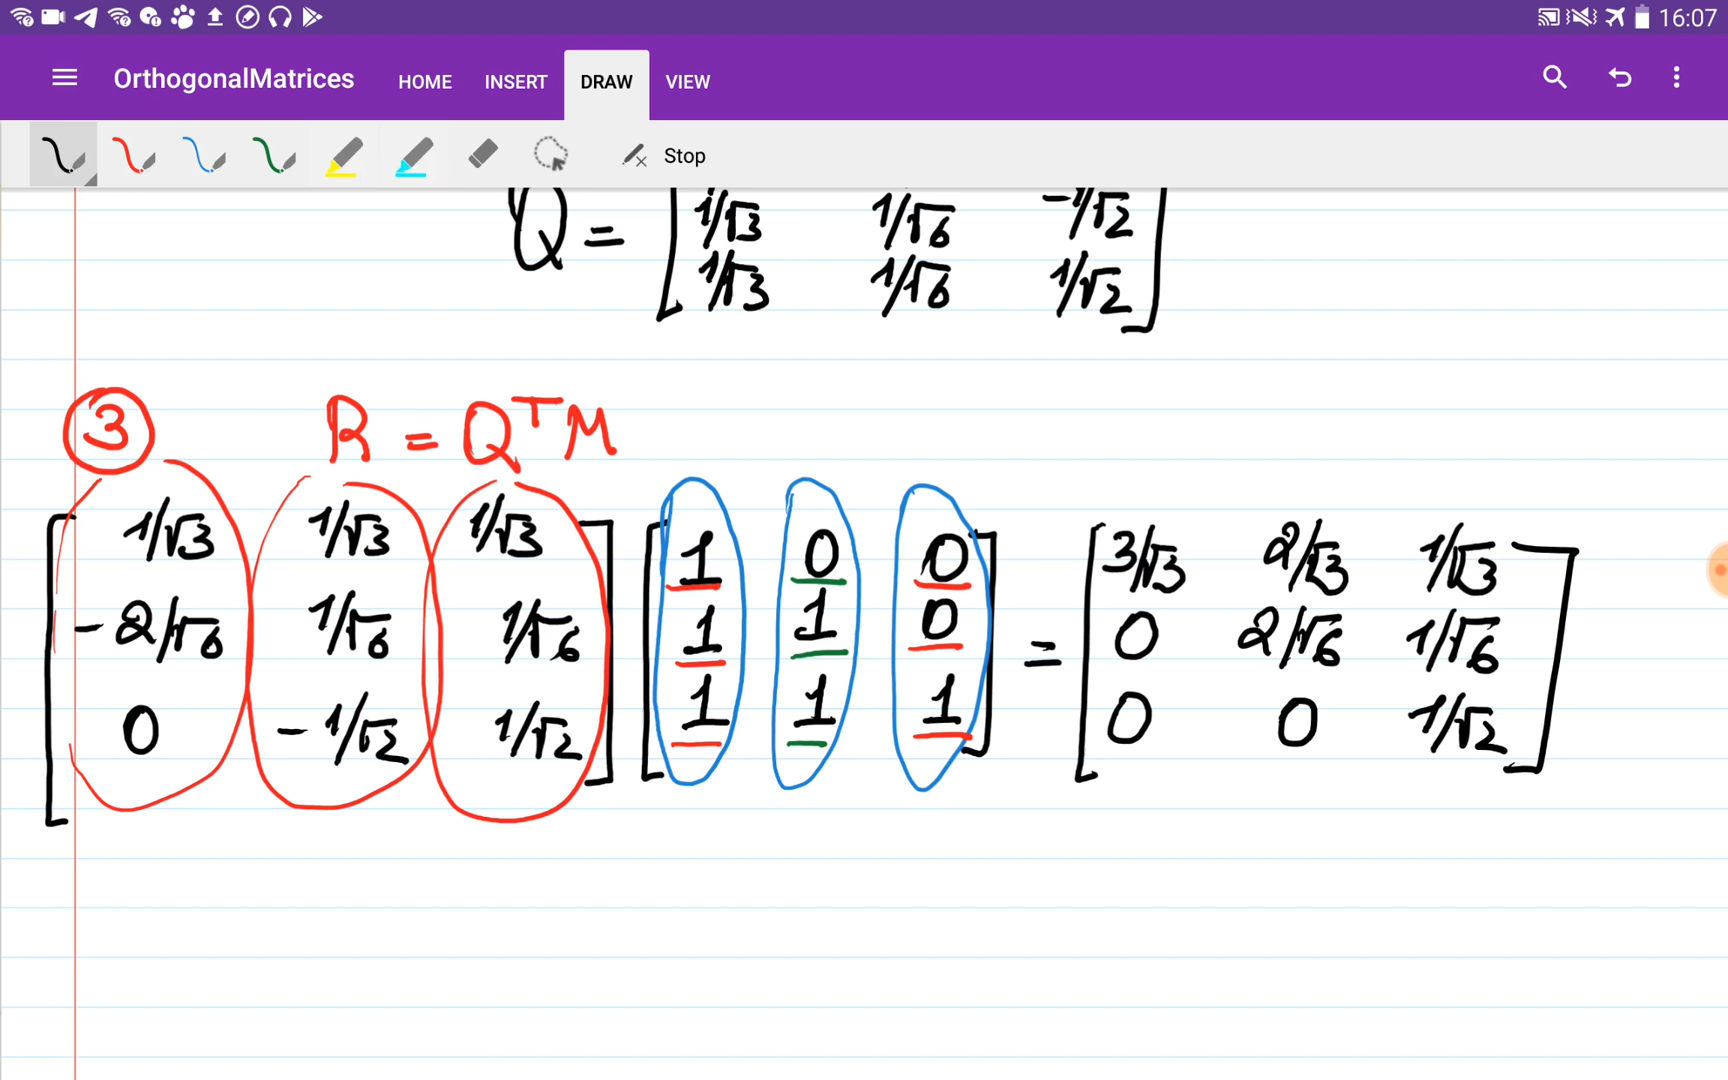 16:07
OrthogonalMatrices HOME INSERT DRAW VIEW
Stop
Q = [ 1/√3 1/√6 -1/√2
1/√3 1/√6 1/√2 ]
3 R = QᵀM
[ 1/√3 1/√3 1/√3 ] [ 1 0 0 ] = [ 3/√3 2/√3 1/√3 ]
[ -2/√6 1/√6 1/√6 ] [ 1 1 0 ] [ 0 2/√6 1/√6 ]
[ 0 -1/√2 1/√2 ] [ 1 1 1 ] [ 0 0 1/√2 ]